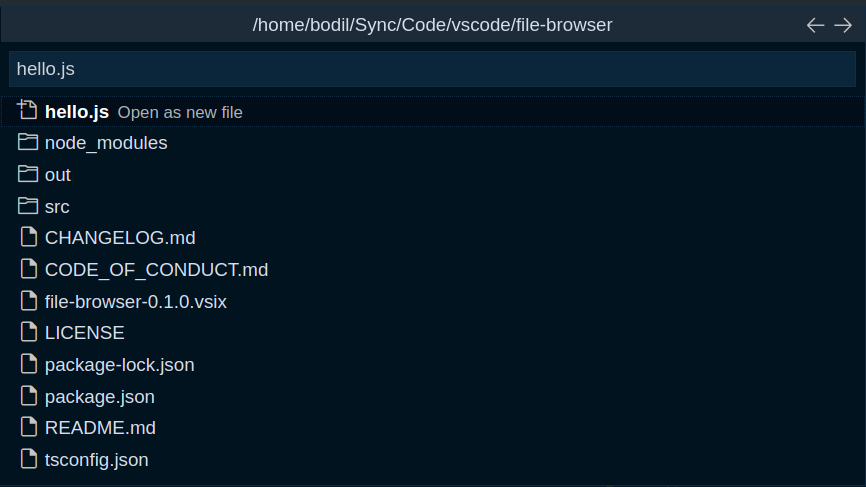 /home/bodil/Sync/Code/vscode/file-browser
hello.js
hello.js Open as new file
node_modules
out
src
CHANGELOG.md
CODE_OF_CONDUCT.md
file-browser-0.1.0.vsix
LICENSE
package-lock.json
package.json
README.md
tsconfig.json